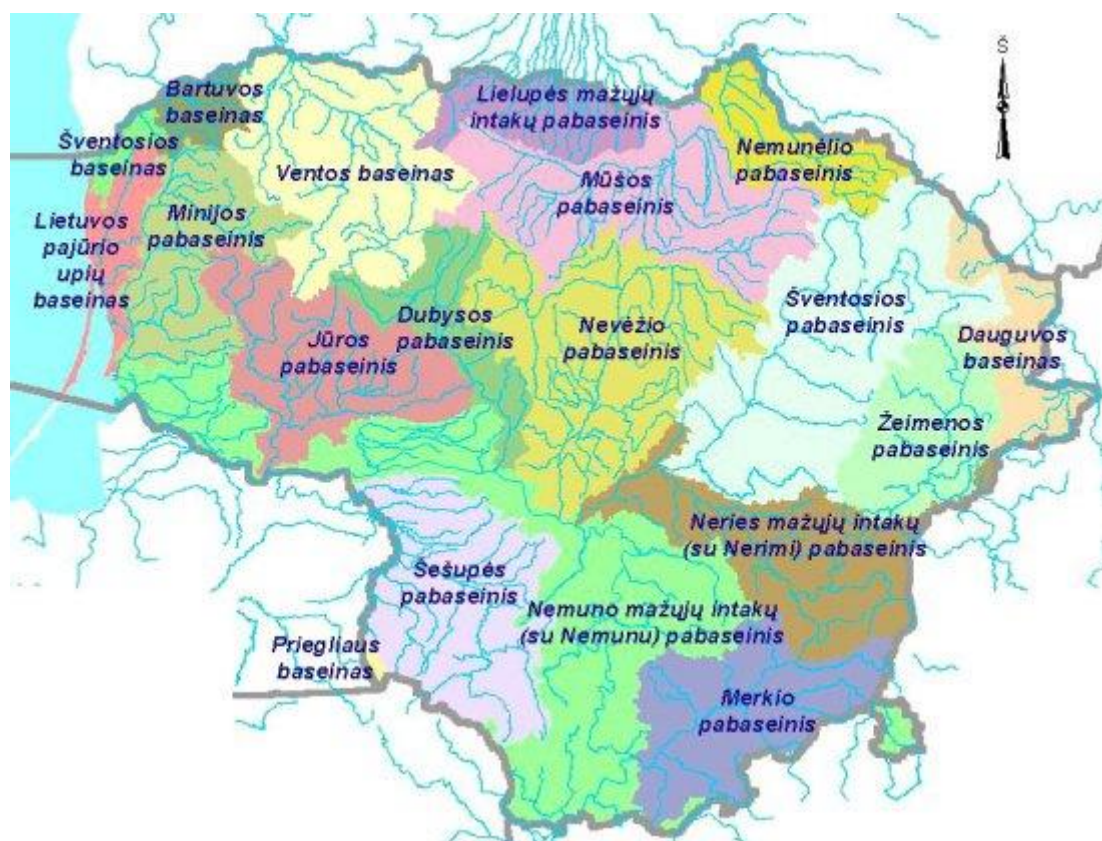 Š
Bartuvos
baseinas
Lielupės mažųjų
intakų pabaseinis
Šventosios
baseinas
Ventos baseinas
Nemunėlio
pabaseinis
Mūšos
pabaseinis
Lietuvos
pajūrio
upių
baseinas
Minijos
pabaseinis
Jūros
pabaseinis
Dubysos
pabaseinis
Nevėžio
pabaseinis
Šventosios
pabaseinis
Dauguvos
baseinas
Žeimenos
pabaseinis
Neries mažųjų intakų
(su Nerimi) pabaseinis
Šešupės
pabaseinis
Nemuno mažųjų intakų
(su Nemunu) pabaseinis
Priegliaus
baseinas
Merkio
pabaseinis